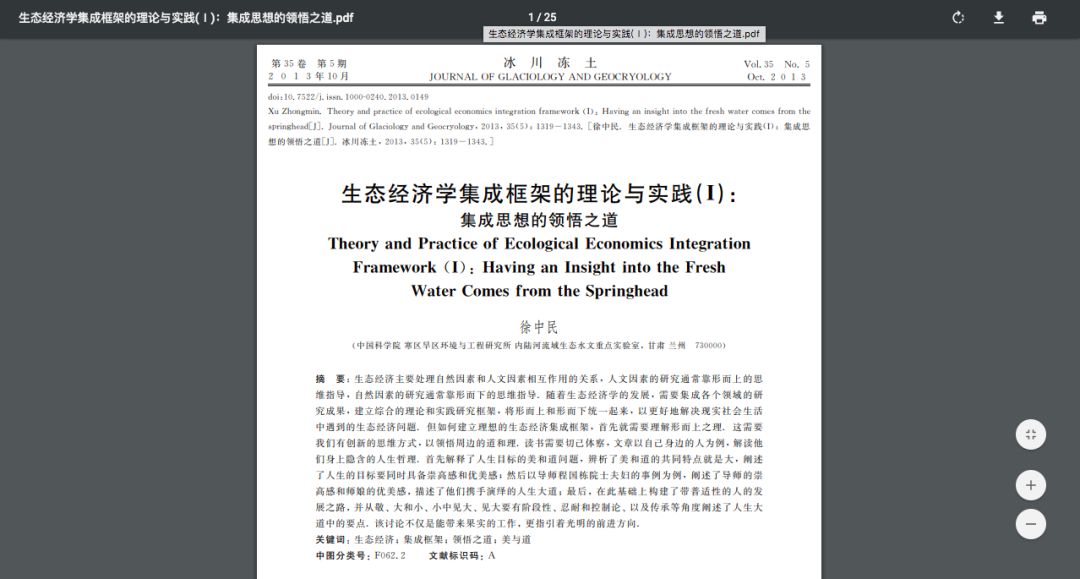 生态经济学集成框架的理论与实践(Ⅰ)：集成思想的领悟之道.pdf
1 / 25
生态经济学集成框架的理论与实践(Ⅰ)：集成思想的领悟之道.pdf
第35卷 第5期
冰 川 冻 土
Vol. 35 No. 5
2013年10月
JOURNAL OF GLACIOLOGY AND GEOCRYOLOGY
Oct. 2013
doi:10.7522/j.issn.1000-0240.2013.0149
Xu Zhongmin. Theory and practice of ecological economics integration framework (Ⅰ): Having an insight into the fresh water comes from the
springhead[J]. Journal of Glaciology and Geocryology, 2013, 35(5): 1319-1343. [徐中民. 生态经济学集成框架的理论与实践(Ⅰ): 集成思
想的领悟之道[J]. 冰川冻土, 2013, 35(5): 1319-1343.]
生态经济学集成框架的理论与实践(Ⅰ)：
集成思想的领悟之道
Theory and Practice of Ecological Economics Integration
Framework (Ⅰ): Having an Insight into the Fresh
Water Comes from the Springhead
徐中民
(中国科学院 寒区旱区环境与工程研究所 内陆河流域生态水文重点实验室, 甘肃 兰州 730000)
摘 要: 生态经济主要处理自然因素和人文因素相互作用的关系, 人文因素的研究通常靠形而上的思
维指导, 自然因素的研究通常靠形而下的思维指导. 随着生态经济学的发展, 需要集成各个领域的研
究成果, 建立综合的理论和实践研究框架, 将形而上和形而下统一起来, 以更好地解决现实社会生活
中遇到的生态经济问题. 但如何建立理想的生态经济集成框架, 首先就需要理解形而上之理. 这需要
我们有创新的思维方式, 以领悟周边的道和理. 读书需要切己体察, 文章以自己身边的人为例, 解读他
们身上隐含的人生哲理. 首先解释了人生目标的美和道问题, 辨析了美和道的共同特点就是大, 阐述
了人生的目标要同时具备崇高感和优美感; 然后以导师程国栋院士夫妇的事例为例, 阐述了导师的崇
高感和师娘的优美感, 描述了他们携手演绎的人生大道; 最后, 在此基础上构建了带普适性的人的发
展之路, 并从敬、大和小、小中见大、见大要有阶段性、忍耐和控制论、以及传承等角度阐述了人生大
道中的要点. 该讨论不仅是能带来果实的工作, 更指引着光明的前进方向.
关键词: 生态经济; 集成框架; 领悟之道; 美与道
中图分类号: F062.2 文献标识码: A